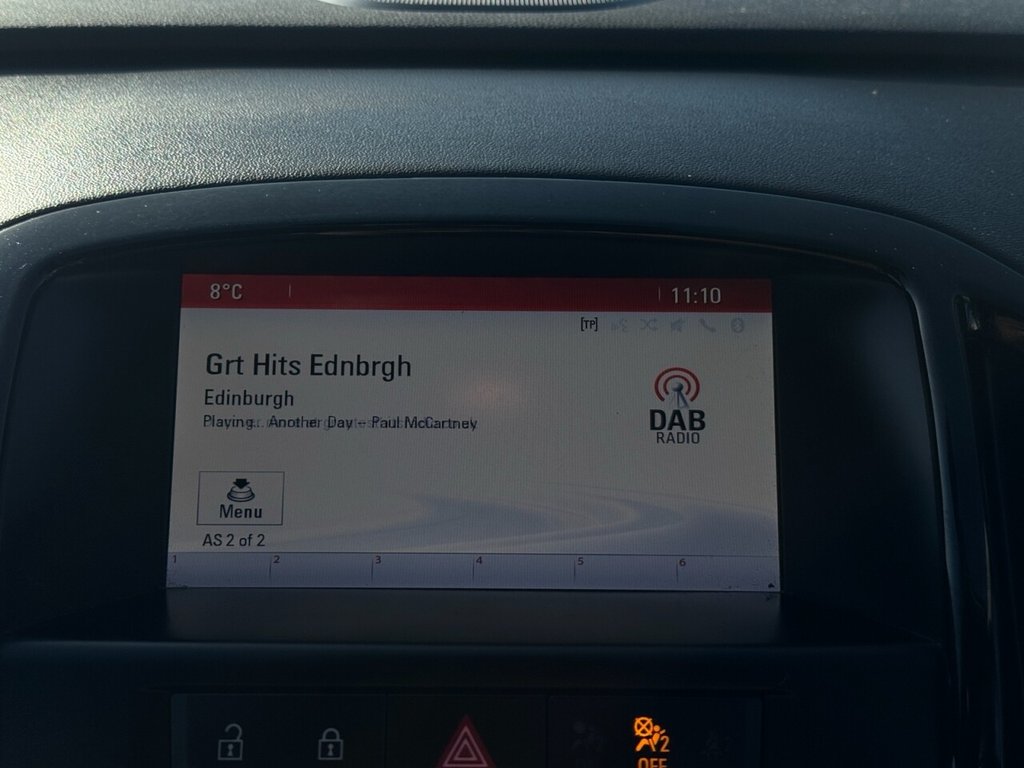 8°C 11:10
[TP]
Grt Hits Ednbrgh
Edinburgh
Playing: Another Day - Paul McCartney
DAB
RADIO
Menu
AS 2 of 2
1 2 3 4 5 6
2
OFF